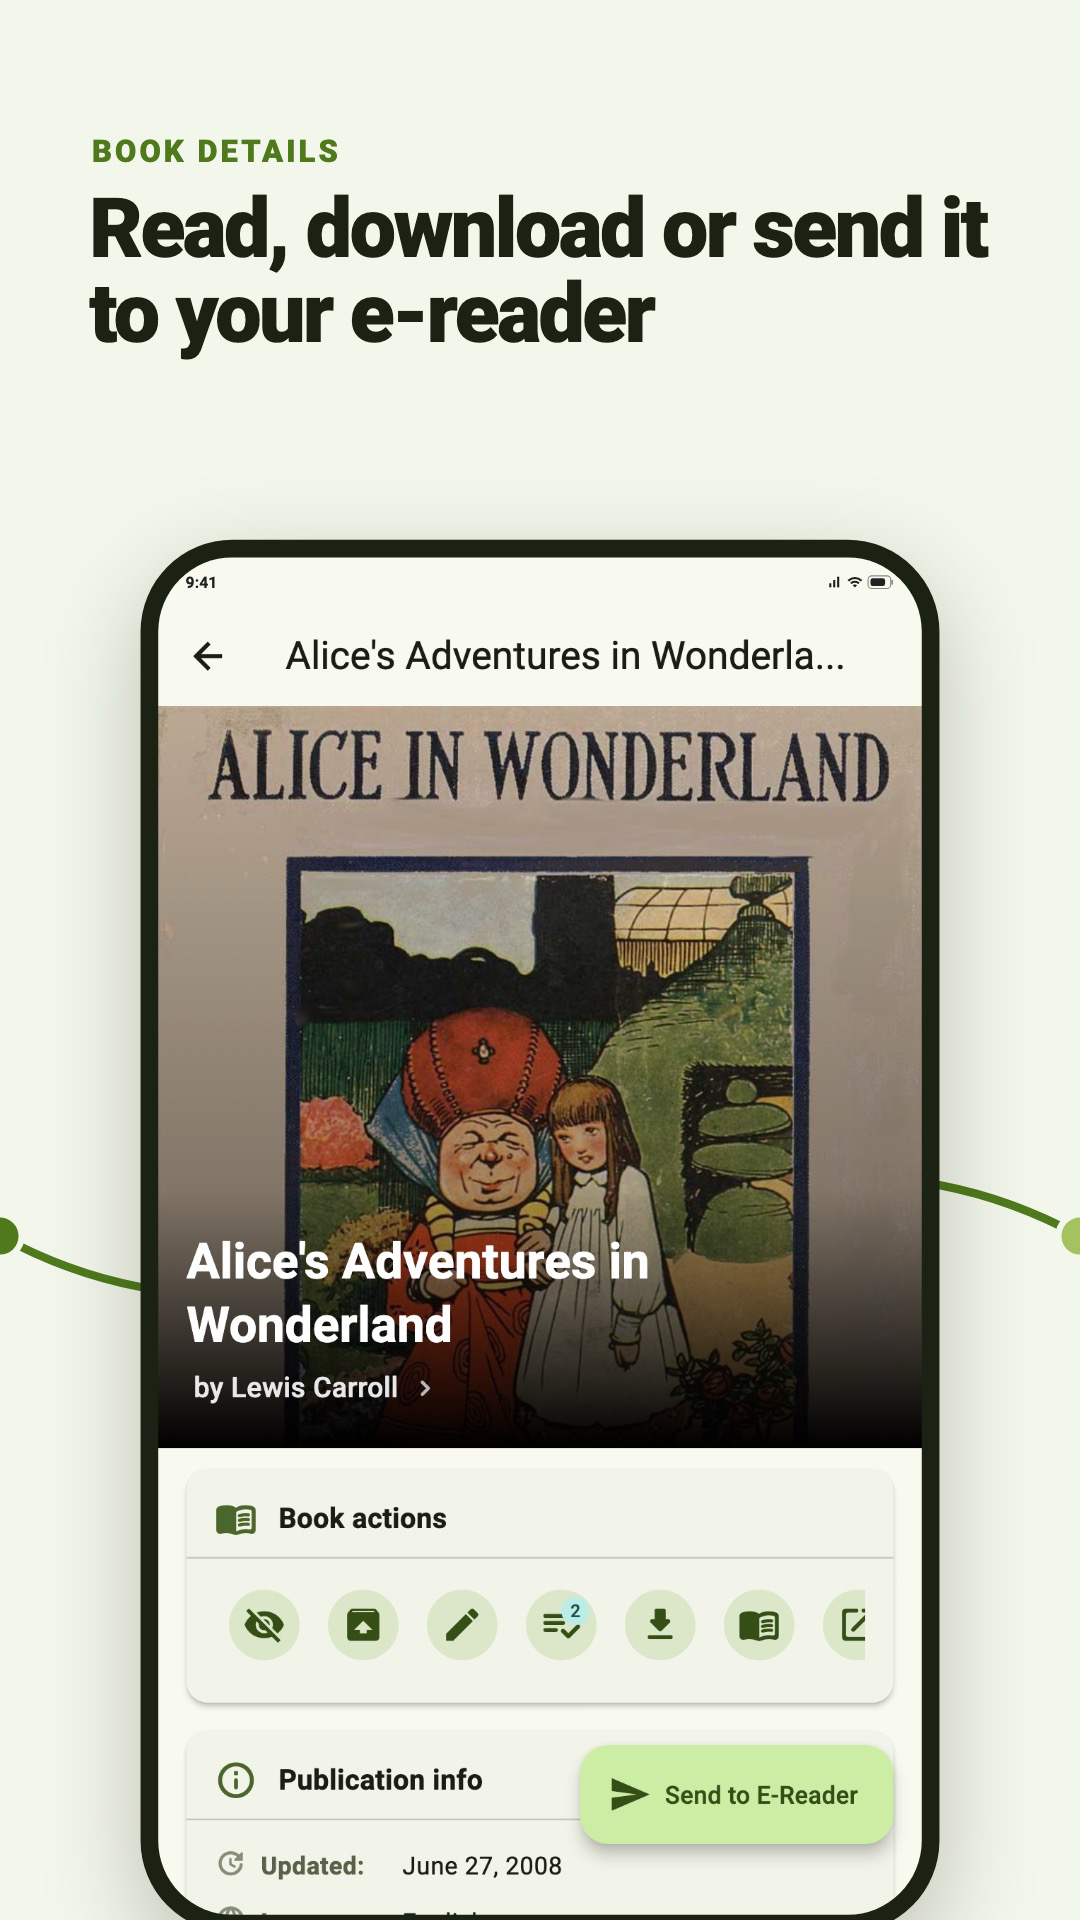 BOOK DETAILS
Read, download or send it
to your e-reader
9:41
Alice's Adventures in Wonderla...
ALICE IN WONDERLAND
Alice's Adventures in
Wonderland
by Lewis Carroll
Book actions
2
Publication info
Send to E-Reader
Updated: June 27, 2008